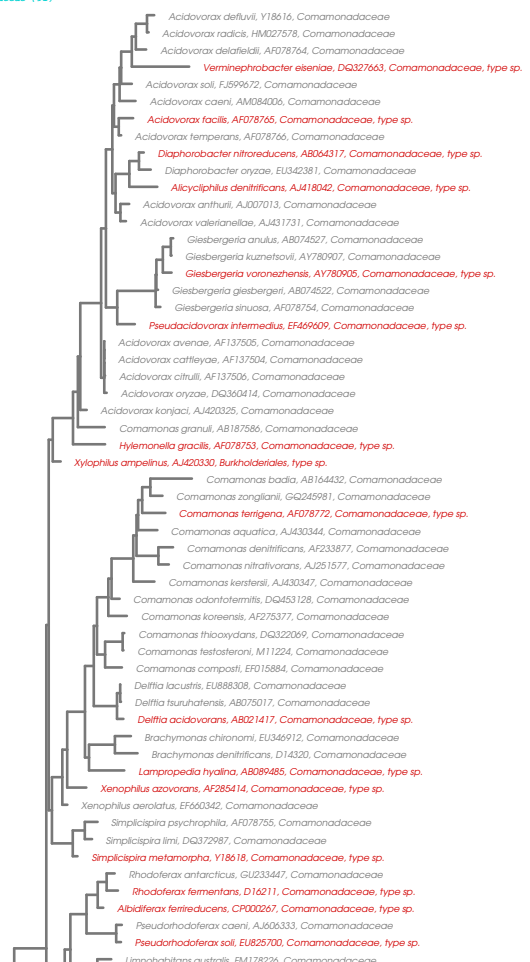 Acidovorax defluvii, Y18616, Comamonadaceae
Acidovorax radicis, HM027578, Comamonadaceae
Acidovorax delafieldii, AF078764, Comamonadaceae
Verminephrobacter eiseniae, DQ327663, Comamonadaceae, type sp.
Acidovorax soli, FJ599672, Comamonadaceae
Acidovorax caeni, AM084006, Comamonadaceae
Acidovorax facilis, AF078765, Comamonadaceae, type sp.
Acidovorax temperans, AF078766, Comamonadaceae
Diaphorobacter nitroreducens, AB064317, Comamonadaceae, type sp.
Diaphorobacter oryzae, EU342381, Comamonadaceae
Alicycliphilus denitrificans, AJ418042, Comamonadaceae, type sp.
Acidovorax anthurii, AJ007013, Comamonadaceae
Acidovorax valerianellae, AJ431731, Comamonadaceae
Giesbergeria anulus, AB074527, Comamonadaceae
Giesbergeria kuznetsovii, AY780907, Comamonadaceae
Giesbergeria voronezhensis, AY780905, Comamonadaceae, type sp.
Giesbergeria giesbergeri, AB074522, Comamonadaceae
Giesbergeria sinuosa, AF078754, Comamonadaceae
Pseudacidovorax intermedius, EF469609, Comamonadaceae, type sp.
Acidovorax avenae, AF137505, Comamonadaceae
Acidovorax cattleyae, AF137504, Comamonadaceae
Acidovorax citrulli, AF137506, Comamonadaceae
Acidovorax oryzae, DQ360414, Comamonadaceae
Acidovorax konjaci, AJ420325, Comamonadaceae
Comamonas granuli, AB187586, Comamonadaceae
Hylemonella gracilis, AF078753, Comamonadaceae, type sp.
Xylophilus ampelinus, AJ420330, Burkholderiales, type sp.
Comamonas badia, AB164432, Comamonadaceae
Comamonas zonglianii, GQ245981, Comamonadaceae
Comamonas terrigena, AF078772, Comamonadaceae, type sp.
Comamonas aquatica, AJ430344, Comamonadaceae
Comamonas denitrificans, AF233877, Comamonadaceae
Comamonas nitrativorans, AJ251577, Comamonadaceae
Comamonas kerstersii, AJ430347, Comamonadaceae
Comamonas odontotermitis, DQ453128, Comamonadaceae
Comamonas koreensis, AF275377, Comamonadaceae
Comamonas thiooxydans, DQ322069, Comamonadaceae
Comamonas testosteroni, M11224, Comamonadaceae
Comamonas composti, EF015884, Comamonadaceae
Delftia lacustris, EU888308, Comamonadaceae
Delftia tsuruhatensis, AB075017, Comamonadaceae
Delftia acidovorans, AB021417, Comamonadaceae, type sp.
Brachymonas chironomi, EU346912, Comamonadaceae
Brachymonas denitrificans, D14320, Comamonadaceae
Lampropedia hyalina, AB089485, Comamonadaceae, type sp.
Xenophilus azovorans, AF285414, Comamonadaceae, type sp.
Xenophilus aerolatus, EF660342, Comamonadaceae
Simplicispira psychrophila, AF078755, Comamonadaceae
Simplicispira limi, DQ372987, Comamonadaceae
Simplicispira metamorpha, Y18618, Comamonadaceae, type sp.
Rhodoferax antarcticus, GU233447, Comamonadaceae
Rhodoferax fermentans, D16211, Comamonadaceae, type sp.
Albidiferax ferrireducens, CP000267, Comamonadaceae, type sp.
Pseudorhodoferax caeni, AJ606333, Comamonadaceae
Pseudorhodoferax soli, EU825700, Comamonadaceae, type sp.
Limnohabitans australis, FM178226, Comamonadaceae